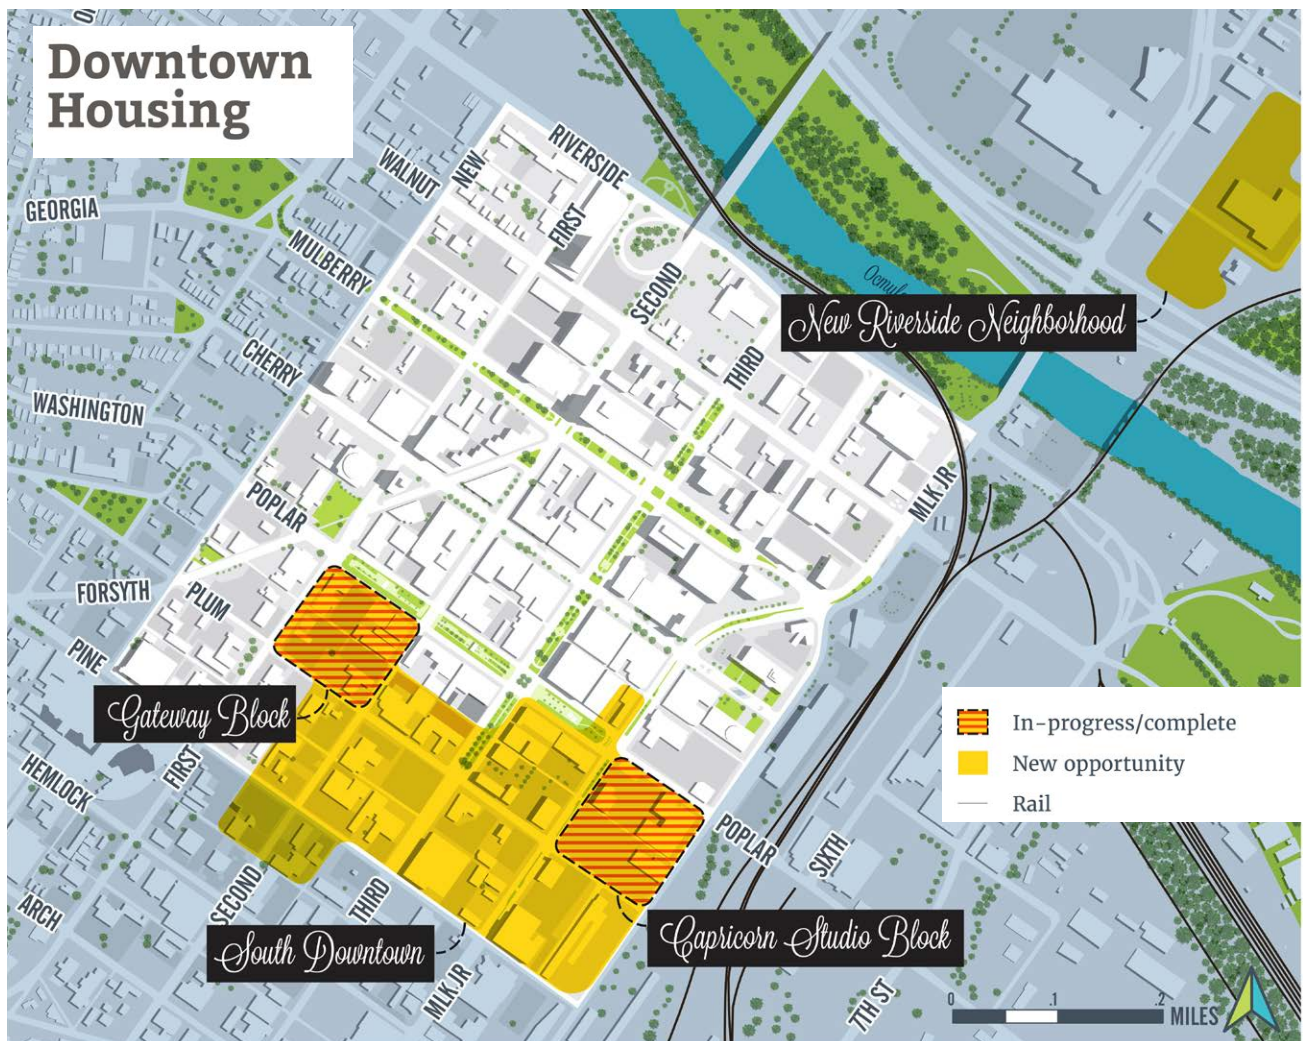 Downtown
Housing
WALNUT
NEW
RIVERSIDE
GEORGIA
MULBERRY
FIRST
SECOND
New Riverside Neighborhood
CHERRY
THIRD
WASHINGTON
POPLAR
MLK JR
FORSYTH
PLUM
PINE
Gateway Block
In-progress/complete
New opportunity
Rail
HEMLOCK
FIRST
POPLAR
SIXTH
ARCH
SECOND
THIRD
South Downtown
Capricorn Studio Block
MLK JR
7TH ST
0 .1 .2
MILES